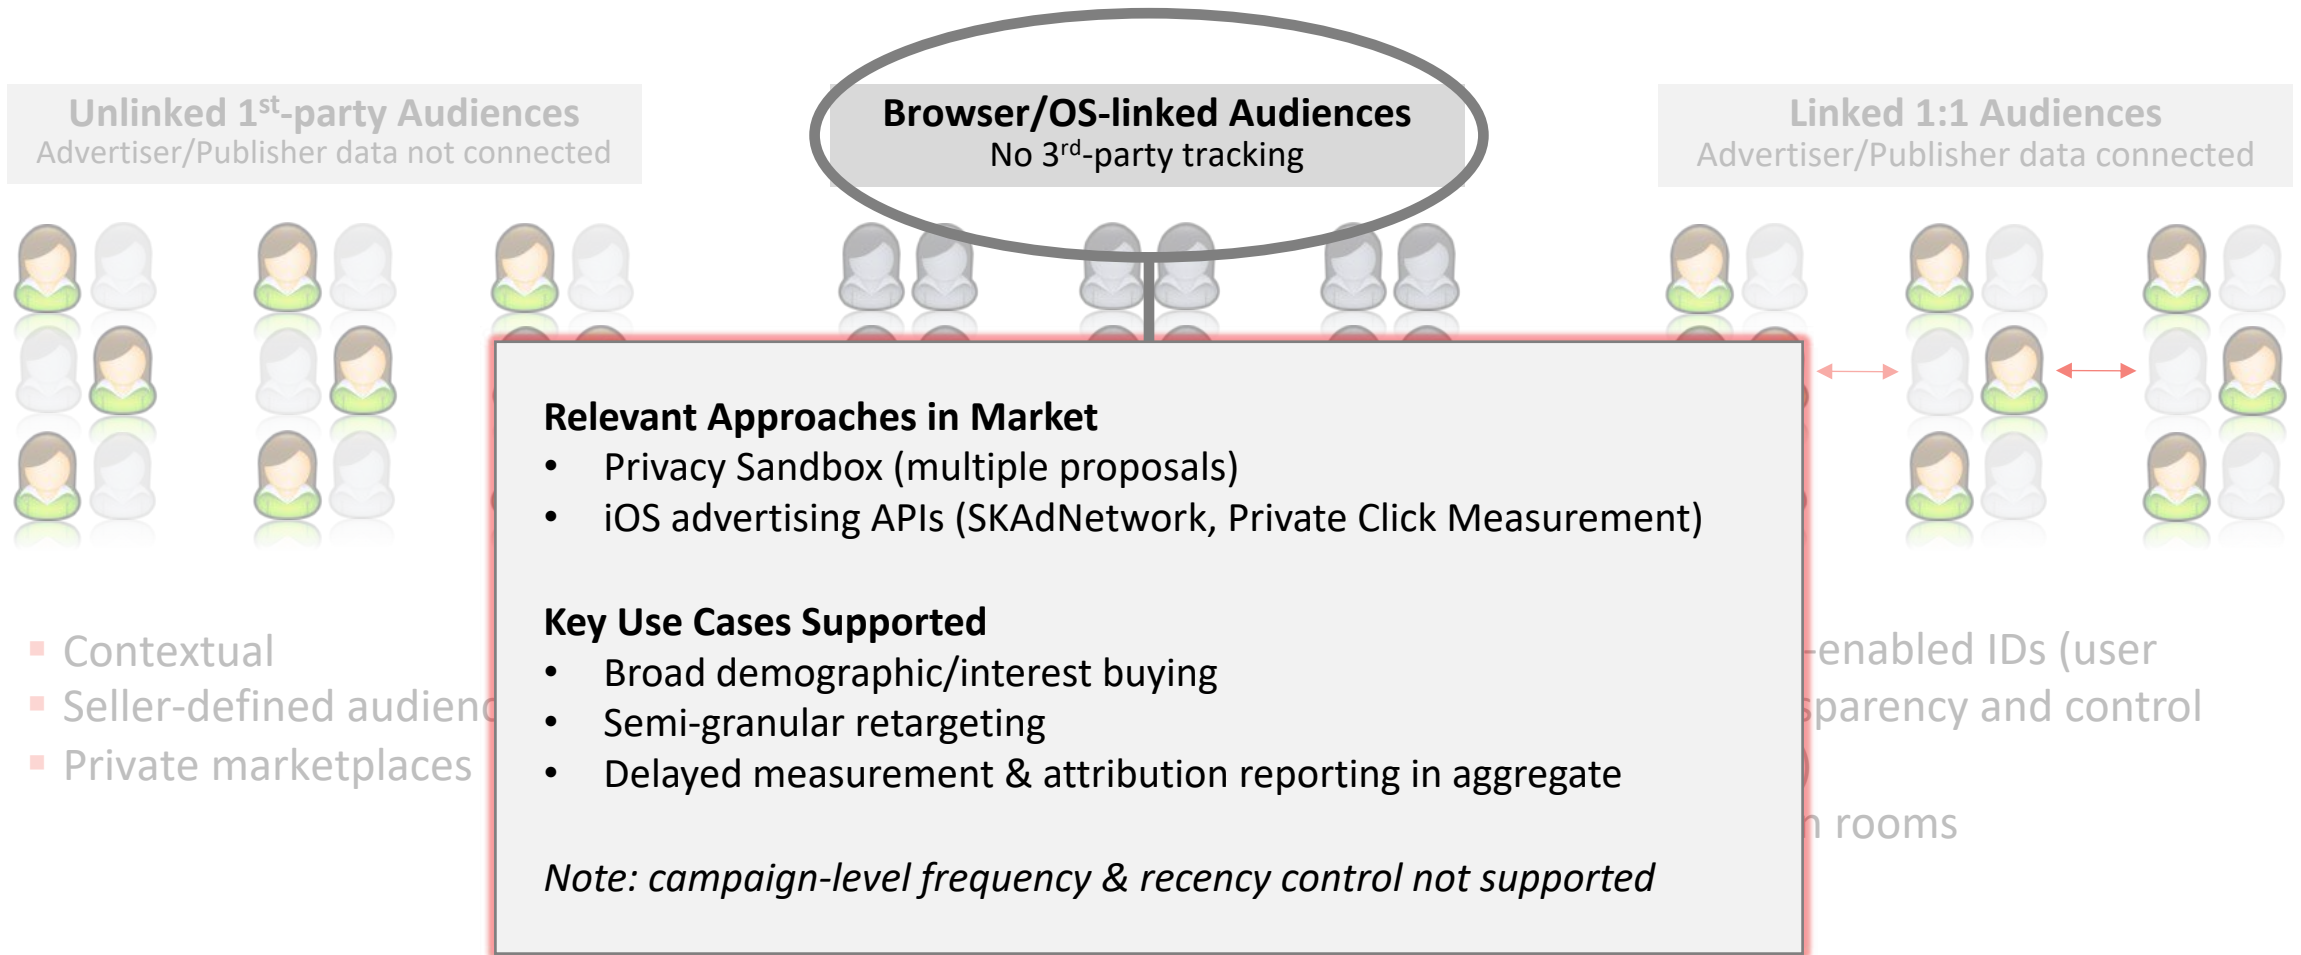 Unlinked 1st-party Audiences
Advertiser/Publisher data not connected
Browser/OS-linked Audiences
No 3rd-party tracking
Linked 1:1 Audiences
Advertiser/Publisher data connected
▪ Contextual
▪ Seller-defined
▪ Private marketplaces
Relevant Approaches in Market
• Privacy Sandbox (multiple proposals)
• iOS advertising APIs (SKAdNetwork, Private Click Measurement)
Key Use Cases Supported
• Broad demographic/interest buying
• Semi-granular retargeting
• Delayed measurement & attribution reporting in aggregate
Note: campaign-level frequency & recency control not supported
-enabled IDs (user
and control
rooms